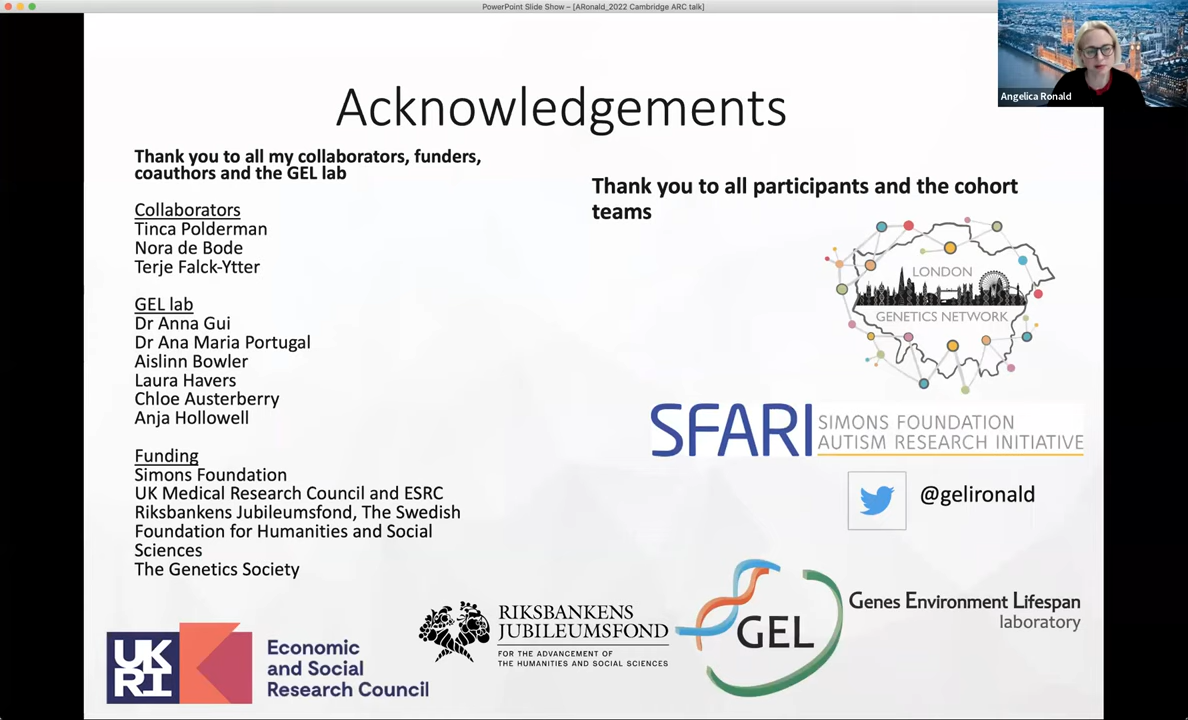 PowerPoint Slide Show – [ARonald_2022 Cambridge ARC talk]
Angelica Ronald
Acknowledgements
Thank you to all my collaborators, funders,
coauthors and the GEL lab
Collaborators
Tinca Polderman
Nora de Bode
Terje Falck-Ytter
GEL lab
Dr Anna Gui
Dr Ana Maria Portugal
Aislinn Bowler
Laura Havers
Chloe Austerberry
Anja Hollowell
Funding
Simons Foundation
UK Medical Research Council and ESRC
Riksbankens Jubileumsfond, The Swedish
Foundation for Humanities and Social
Sciences
The Genetics Society
Thank you to all participants and the cohort
teams
LONDON
GENETICS NETWORK
SFARI
SIMONS FOUNDATION
AUTISM RESEARCH INITIATIVE
@gelironald
UK
RI
Economic
and Social
Research Council
RIKSBANKENS
JUBILEUMSFOND
FOR THE ADVANCEMENT OF
THE HUMANITIES AND SOCIAL SCIENCES
GEL
Genes Environment Lifespan
laboratory